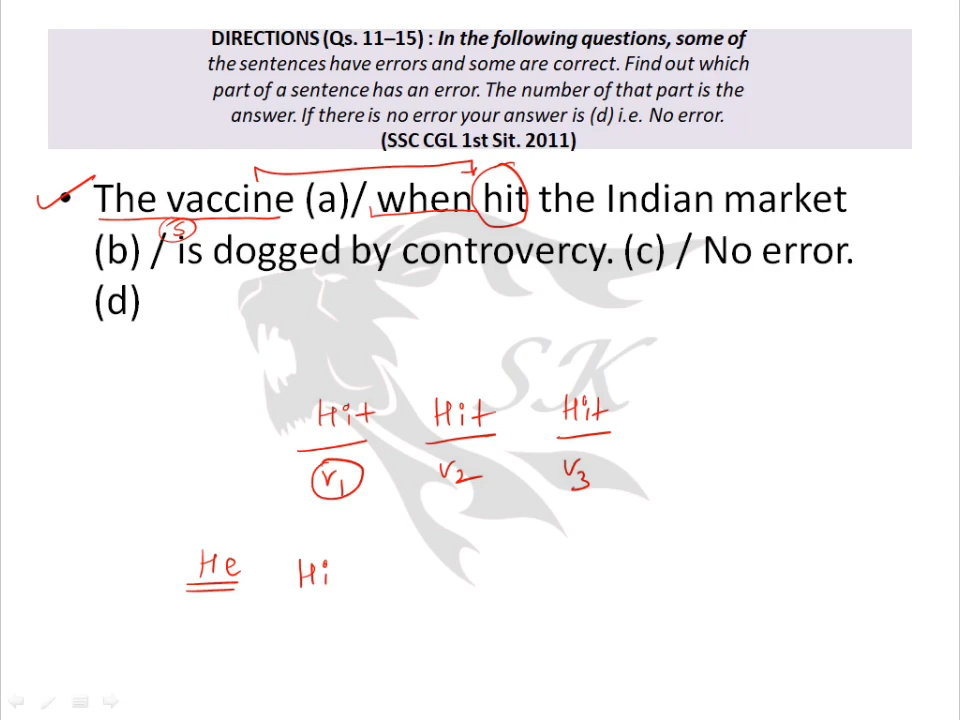 DIRECTIONS (Qs. 11–15) : In the following questions, some of
the sentences have errors and some are correct. Find out which
part of a sentence has an error. The number of that part is the
answer. If there is no error your answer is (d) i.e. No error.
(SSC CGL 1st Sit. 2011)
• The vaccine (a)/ when hit the Indian market
(b) / is dogged by controvercy. (c) / No error.
(d)
S
SK
Hit Hit Hit
V1 V2 V3
He Hi